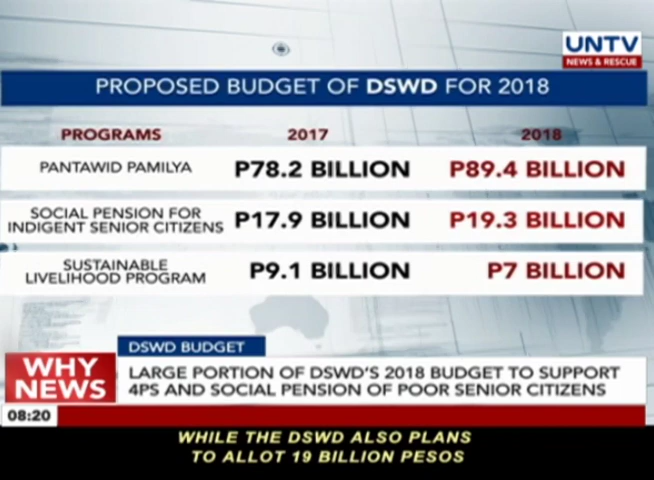 UNTV
NEWS & RESCUE
PROPOSED BUDGET OF DSWD FOR 2018
PROGRAMS 2017 2018
PANTAWID PAMILYA P78.2 BILLION P89.4 BILLION
SOCIAL PENSION FOR
INDIGENT SENIOR CITIZENS P17.9 BILLION P19.3 BILLION
SUSTAINABLE
LIVELIHOOD PROGRAM P9.1 BILLION P7 BILLION
DSWD BUDGET
WHY
NEWS
LARGE PORTION OF DSWD'S 2018 BUDGET TO SUPPORT
4PS AND SOCIAL PENSION OF POOR SENIOR CITIZENS
08:20
WHILE THE DSWD ALSO PLANS
TO ALLOT 19 BILLION PESOS